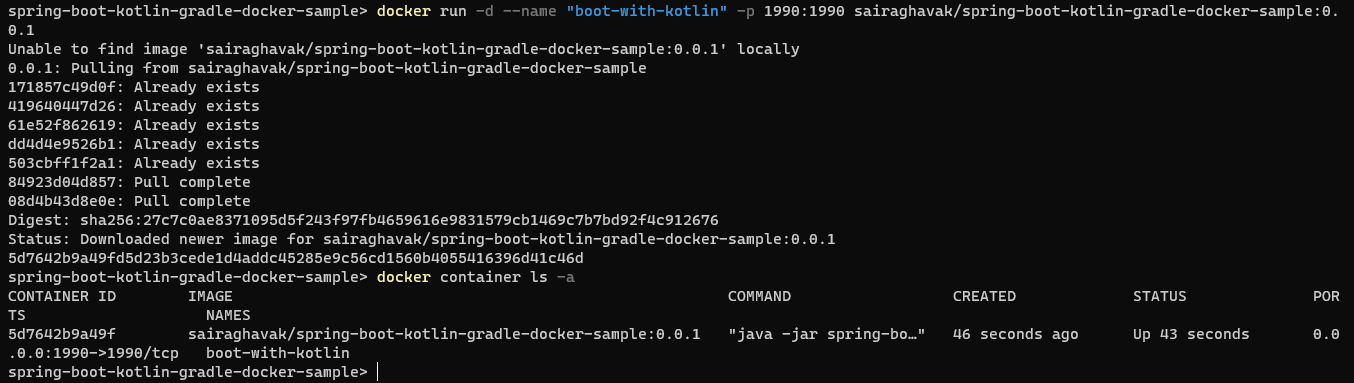 spring-boot-kotlin-gradle-docker-sample> docker run -d --name "boot-with-kotlin" -p 1990:1990 sairaghavak/spring-boot-kotlin-gradle-docker-sample:0.
0.1
Unable to find image 'sairaghavak/spring-boot-kotlin-gradle-docker-sample:0.0.1' locally
0.0.1: Pulling from sairaghavak/spring-boot-kotlin-gradle-docker-sample
171857c49d0f: Already exists
419640447d26: Already exists
61e52f862619: Already exists
dd4d4e9526b1: Already exists
503cbff1f2a1: Already exists
84923d04d857: Pull complete
08d4b43d8e0e: Pull complete
Digest: sha256:27c7c0ae8371095d5f243f97fb4659616e9831579cb1469c7b7bd92f4c912676
Status: Downloaded newer image for sairaghavak/spring-boot-kotlin-gradle-docker-sample:0.0.1
5d7642b9a49fd5d23b3cede1d4addc45285e9c56cd1560b4055416396d41c46d
spring-boot-kotlin-gradle-docker-sample> docker container ls -a
CONTAINER ID        IMAGE                                                       COMMAND                  CREATED             STATUS              POR
TS                    NAMES
5d7642b9a49f        sairaghavak/spring-boot-kotlin-gradle-docker-sample:0.0.1   "java -jar spring-bo…"   46 seconds ago      Up 43 seconds       0.0
.0.0:1990->1990/tcp   boot-with-kotlin
spring-boot-kotlin-gradle-docker-sample>